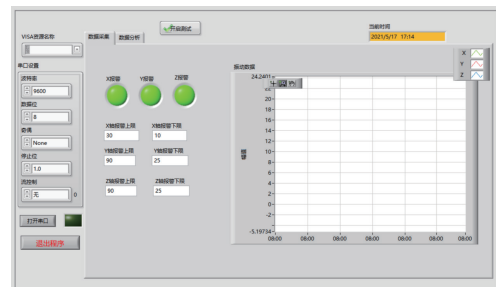 VISA资源名称
串口设置
波特率
9600
数据位
8
奇偶
None
停止位
1.0
流控制
无
0
打开串口
退出程序
数据采集 数据分析
开启测试
当前时间
2021/5/17 17:14
X报警 Y报警 Z报警
X轴报警上限 X轴报警下限
30 10
Y轴报警上限 Y轴报警下限
90 25
Z轴报警上限 Z轴报警下限
90 25
振动数据
X
Y
Z
24.2401
20
18
16
14
12
10
8
6
4
2
0
-2
-5.19734
08:00 08:00 08:00 08:00 08:00 08:00 08:00